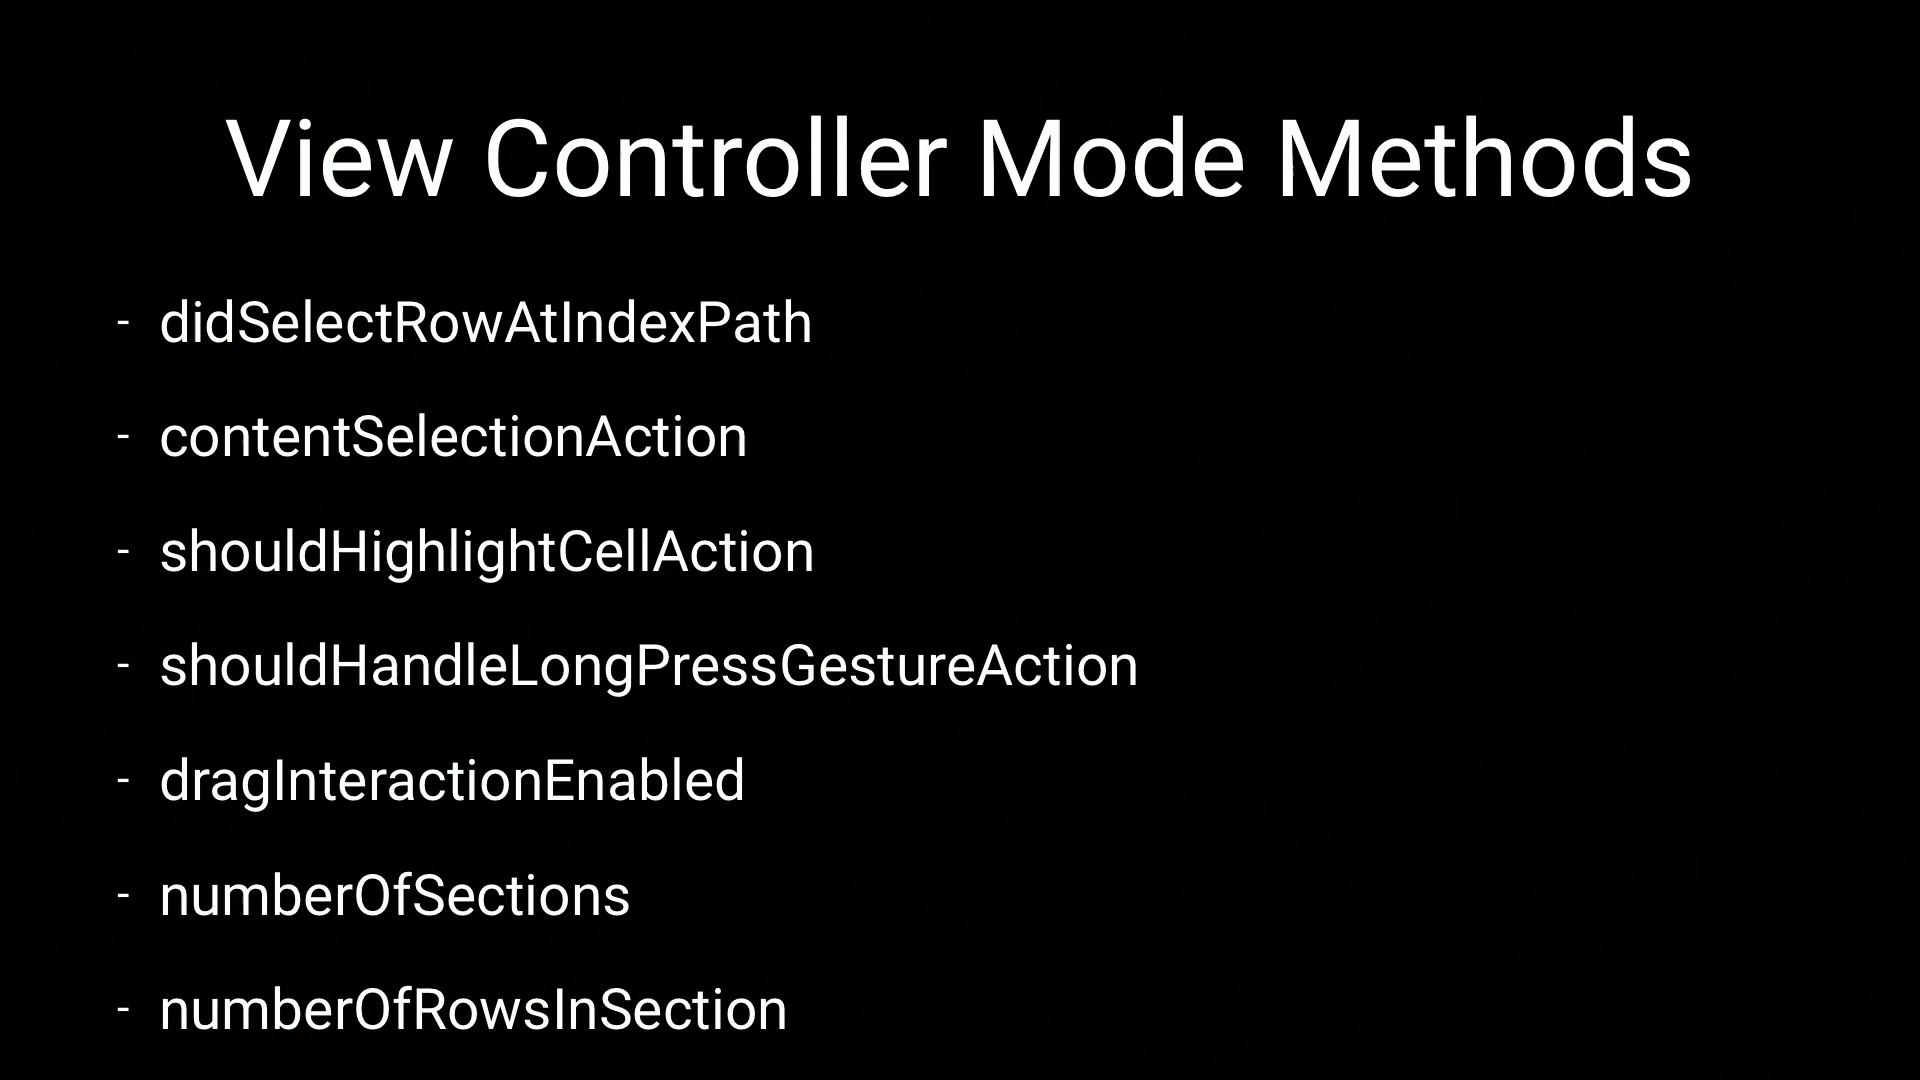 View Controller Mode Methods
- didSelectRowAtIndexPath
- contentSelectionAction
- shouldHighlightCellAction
- shouldHandleLongPressGestureAction
- dragInteractionEnabled
- numberOfSections
- numberOfRowsInSection